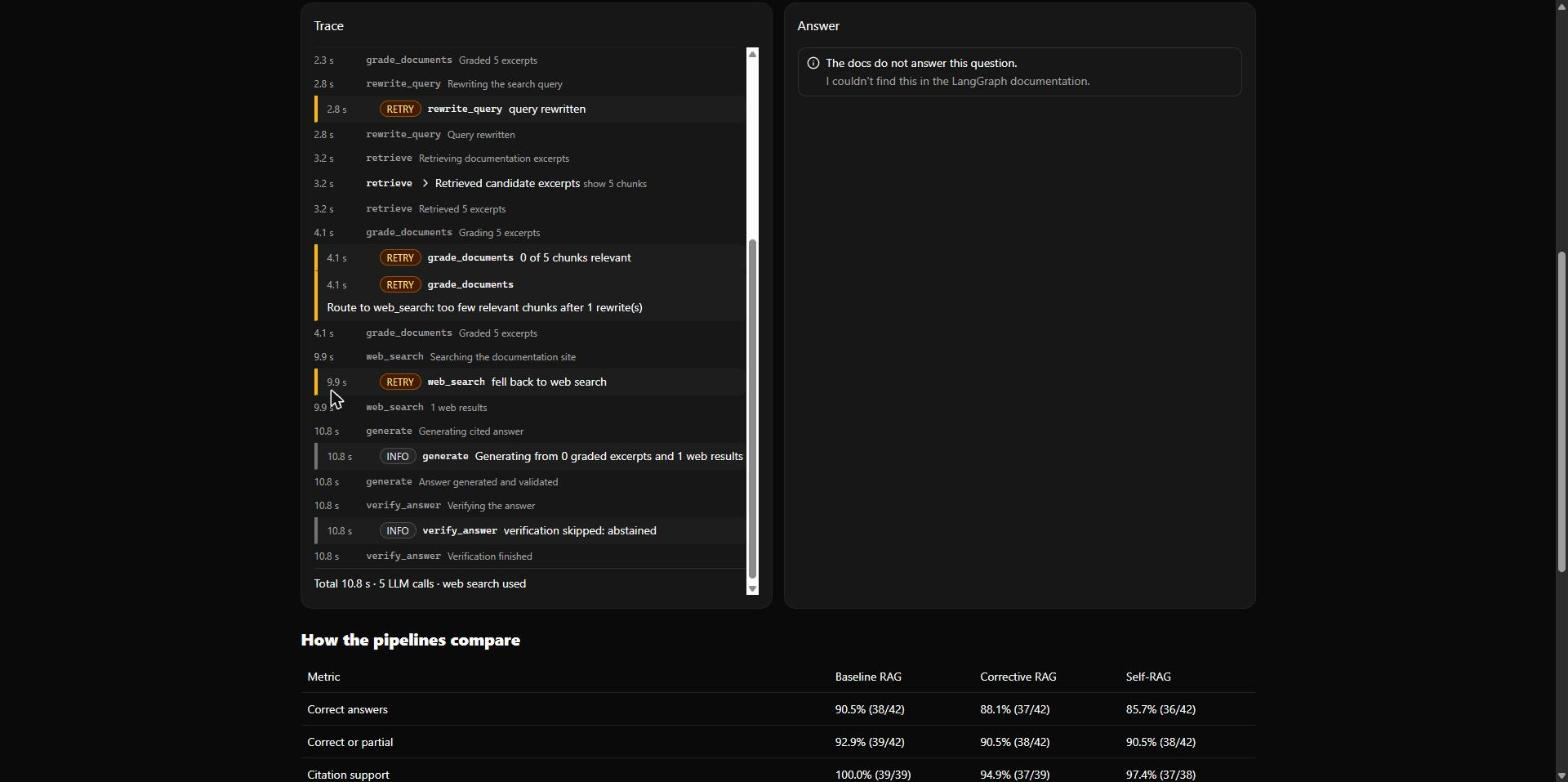 Trace
2.3 s grade_documents Graded 5 excerpts
2.8 s rewrite_query Rewriting the search query
2.8 s RETRY rewrite_query query rewritten
2.8 s rewrite_query Query rewritten
3.2 s retrieve Retrieving documentation excerpts
3.2 s retrieve Retrieved candidate excerpts show 5 chunks
3.2 s retrieve Retrieved 5 excerpts
4.1 s grade_documents Grading 5 excerpts
4.1 s RETRY grade_documents 0 of 5 chunks relevant
4.1 s RETRY grade_documents
Route to web_search: too few relevant chunks after 1 rewrite(s)
4.1 s grade_documents Graded 5 excerpts
9.9 s web_search Searching the documentation site
9.9 s RETRY web_search fell back to web search
9.9 s web_search 1 web results
10.8 s generate Generating cited answer
10.8 s INFO generate Generating from 0 graded excerpts and 1 web results
10.8 s generate Answer generated and validated
10.8 s verify_answer Verifying the answer
10.8 s INFO verify_answer verification skipped: abstained
10.8 s verify_answer Verification finished
Total 10.8 s · 5 LLM calls · web search used
Answer
The docs do not answer this question.
I couldn't find this in the LangGraph documentation.
How the pipelines compare
Metric Baseline RAG Corrective RAG Self-RAG
Correct answers 90.5% (38/42) 88.1% (37/42) 85.7% (36/42)
Correct or partial 92.9% (39/42) 90.5% (38/42) 90.5% (38/42)
Citation support 100.0% (39/39) 94.9% (37/39) 97.4% (37/38)